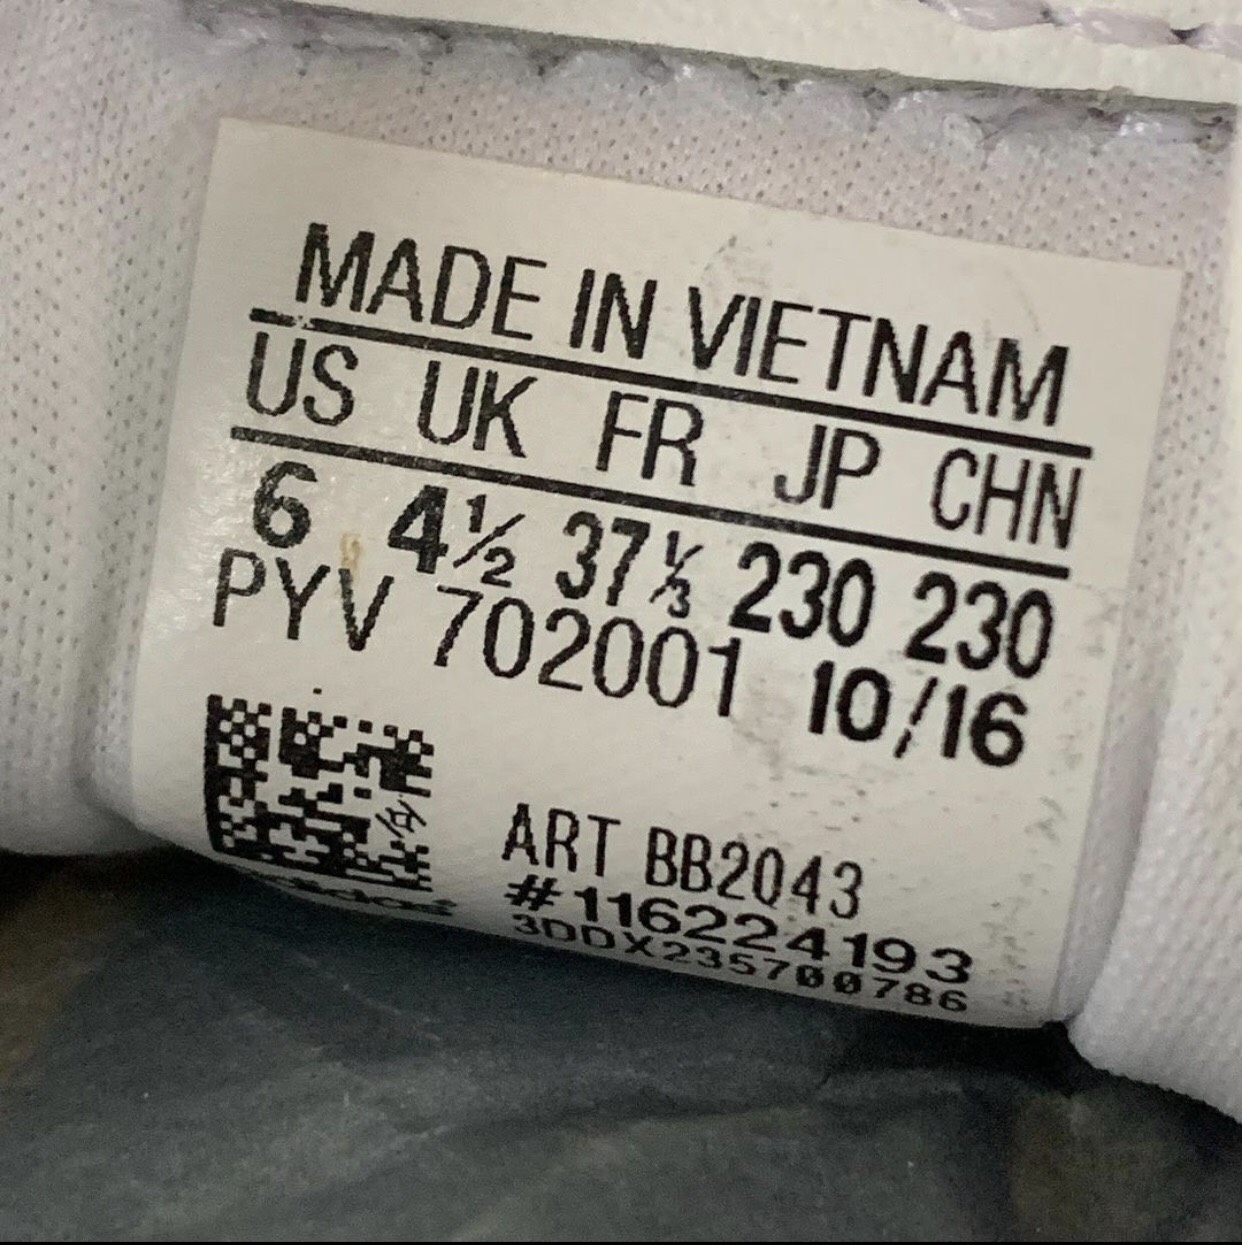 MADE IN VIETNAM
US UK FR JP CHN
6 4½ 37⅓ 230 230
PYV 702001 10/16
ART BB2043
#116224193
3DDX235700786
adidas